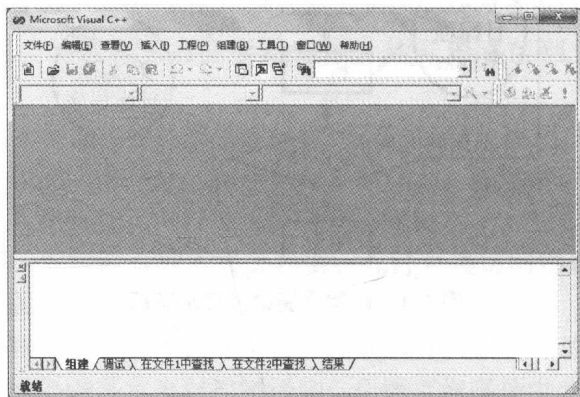 Microsoft Visual C++
文件(F) 编辑(E) 查看(V) 插入(I) 工程(P) 组建(B) 工具(T) 窗口(W) 帮助(H)
组建 调试 在文件1中查找 在文件2中查找 结果
就绪